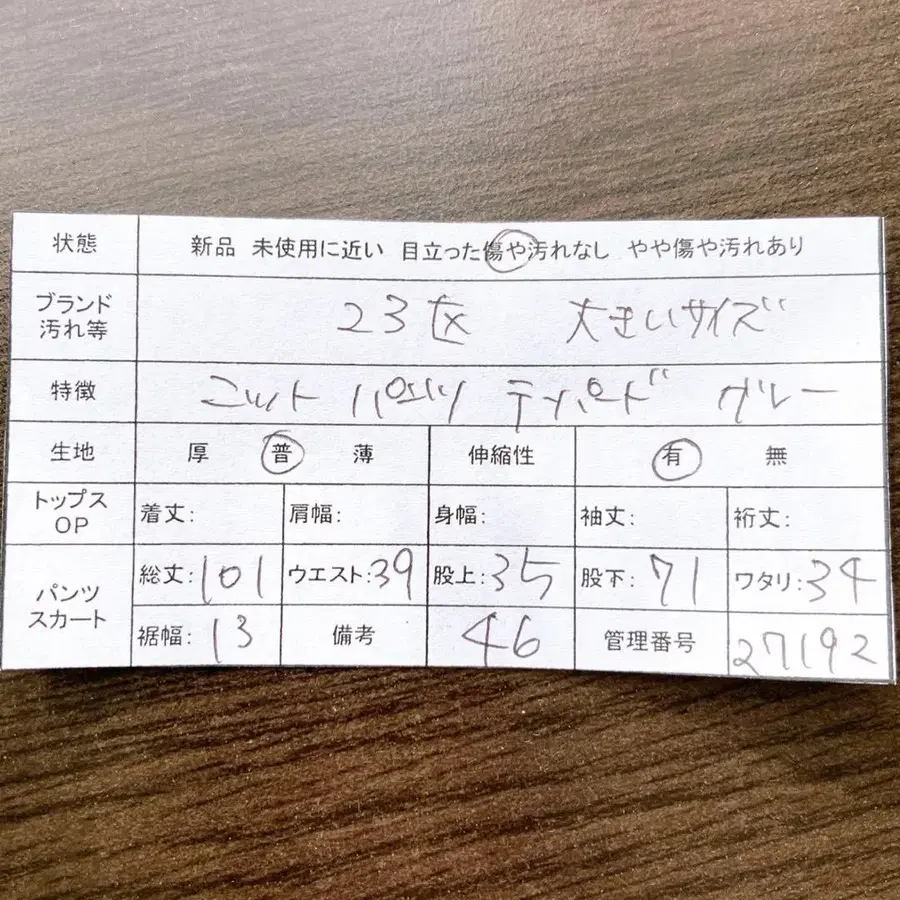 状態 新品 未使用に近い 目立った傷や汚れなし やや傷や汚れあり
ブランド
汚れ等 23区 大きいサイズ
特徴 ニット パンツ テーパード グレー
生地 厚 普 薄 伸縮性 有 無
トップス
OP 着丈: 肩幅: 身幅: 袖丈: 裄丈:
パンツ
スカート 総丈:101 ウエスト:39 股上:35 股下:71 ワタリ:34
裾幅:13 備考 46 管理番号 27192